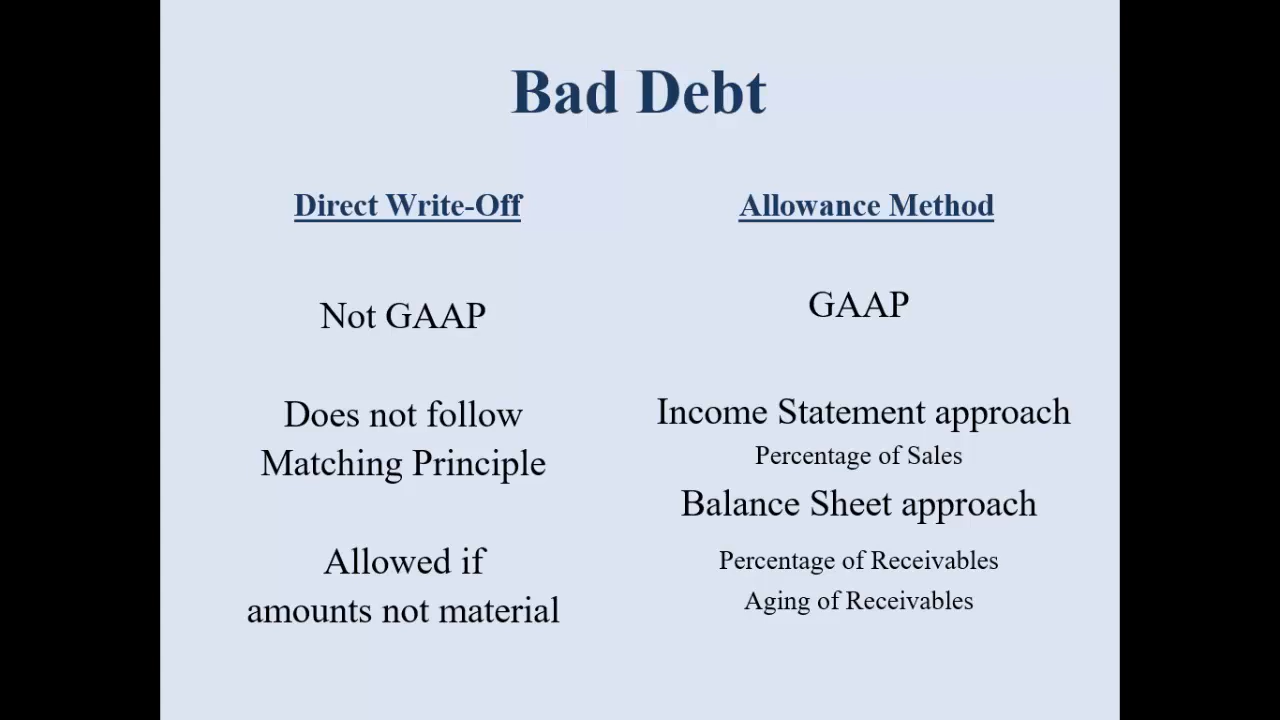 Bad Debt
Direct Write-Off
Not GAAP
Does not follow
Matching Principle
Allowed if
amounts not material
Allowance Method
GAAP
Income Statement approach
Percentage of Sales
Balance Sheet approach
Percentage of Receivables
Aging of Receivables